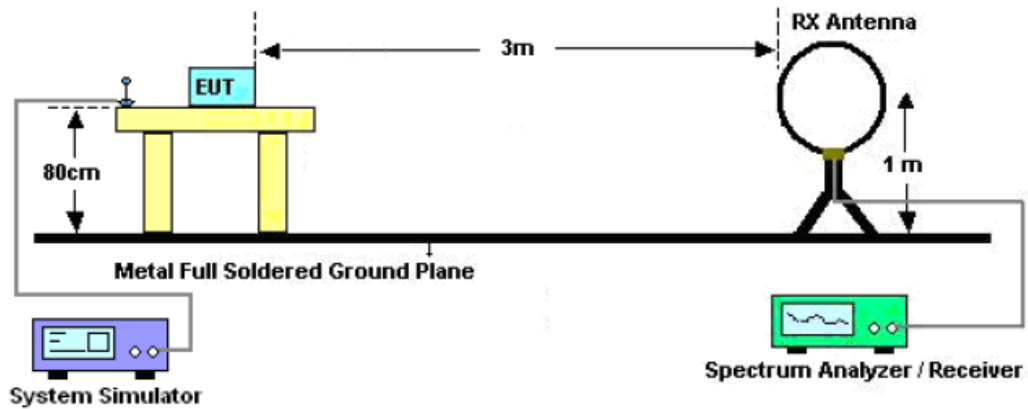 RX Antenna
3m
EUT
80cm
1 m
Metal Full Soldered Ground Plane
System Simulator
Spectrum Analyzer / Receiver